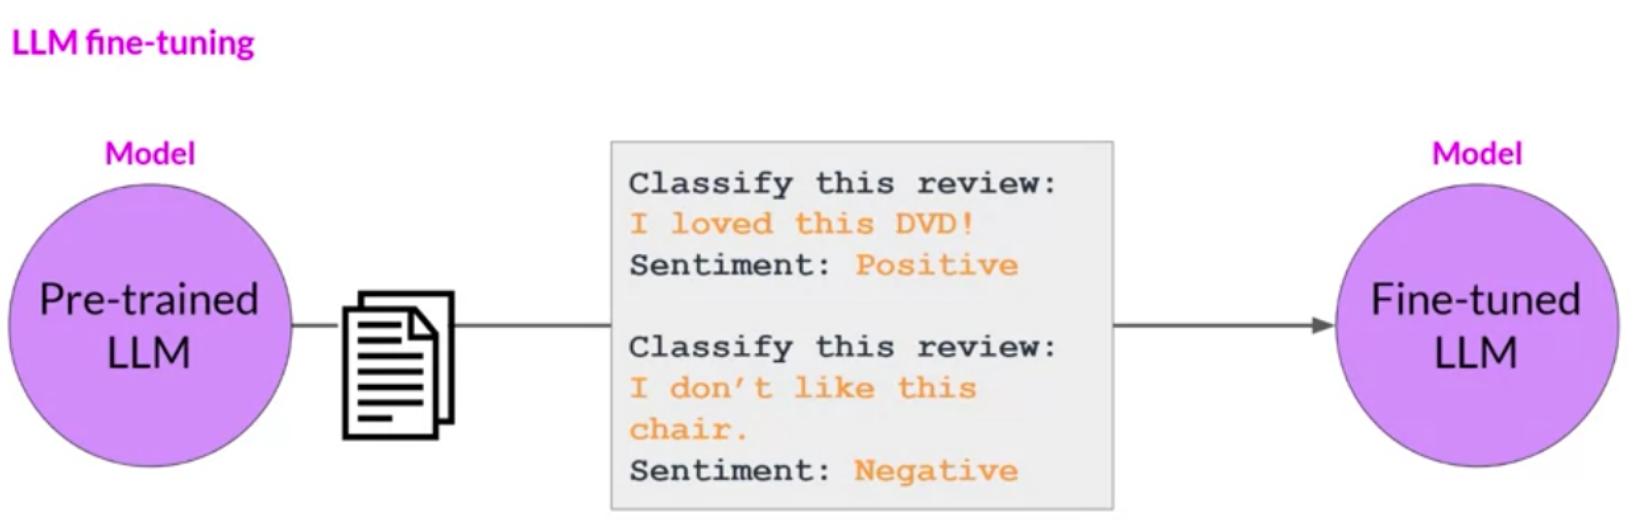 LLM fine-tuning
Model
Pre-trained
LLM
Classify this review:
I loved this DVD!
Sentiment: Positive
Classify this review:
I don't like this
chair.
Sentiment: Negative
Model
Fine-tuned
LLM